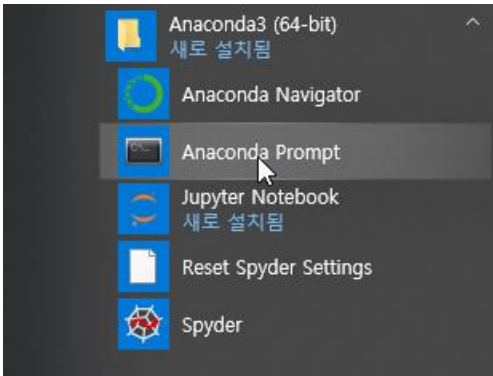 Anaconda3 (64-bit)
새로 설치됨
Anaconda Navigator
Anaconda Prompt
Jupyter Notebook
새로 설치됨
Reset Spyder Settings
Spyder